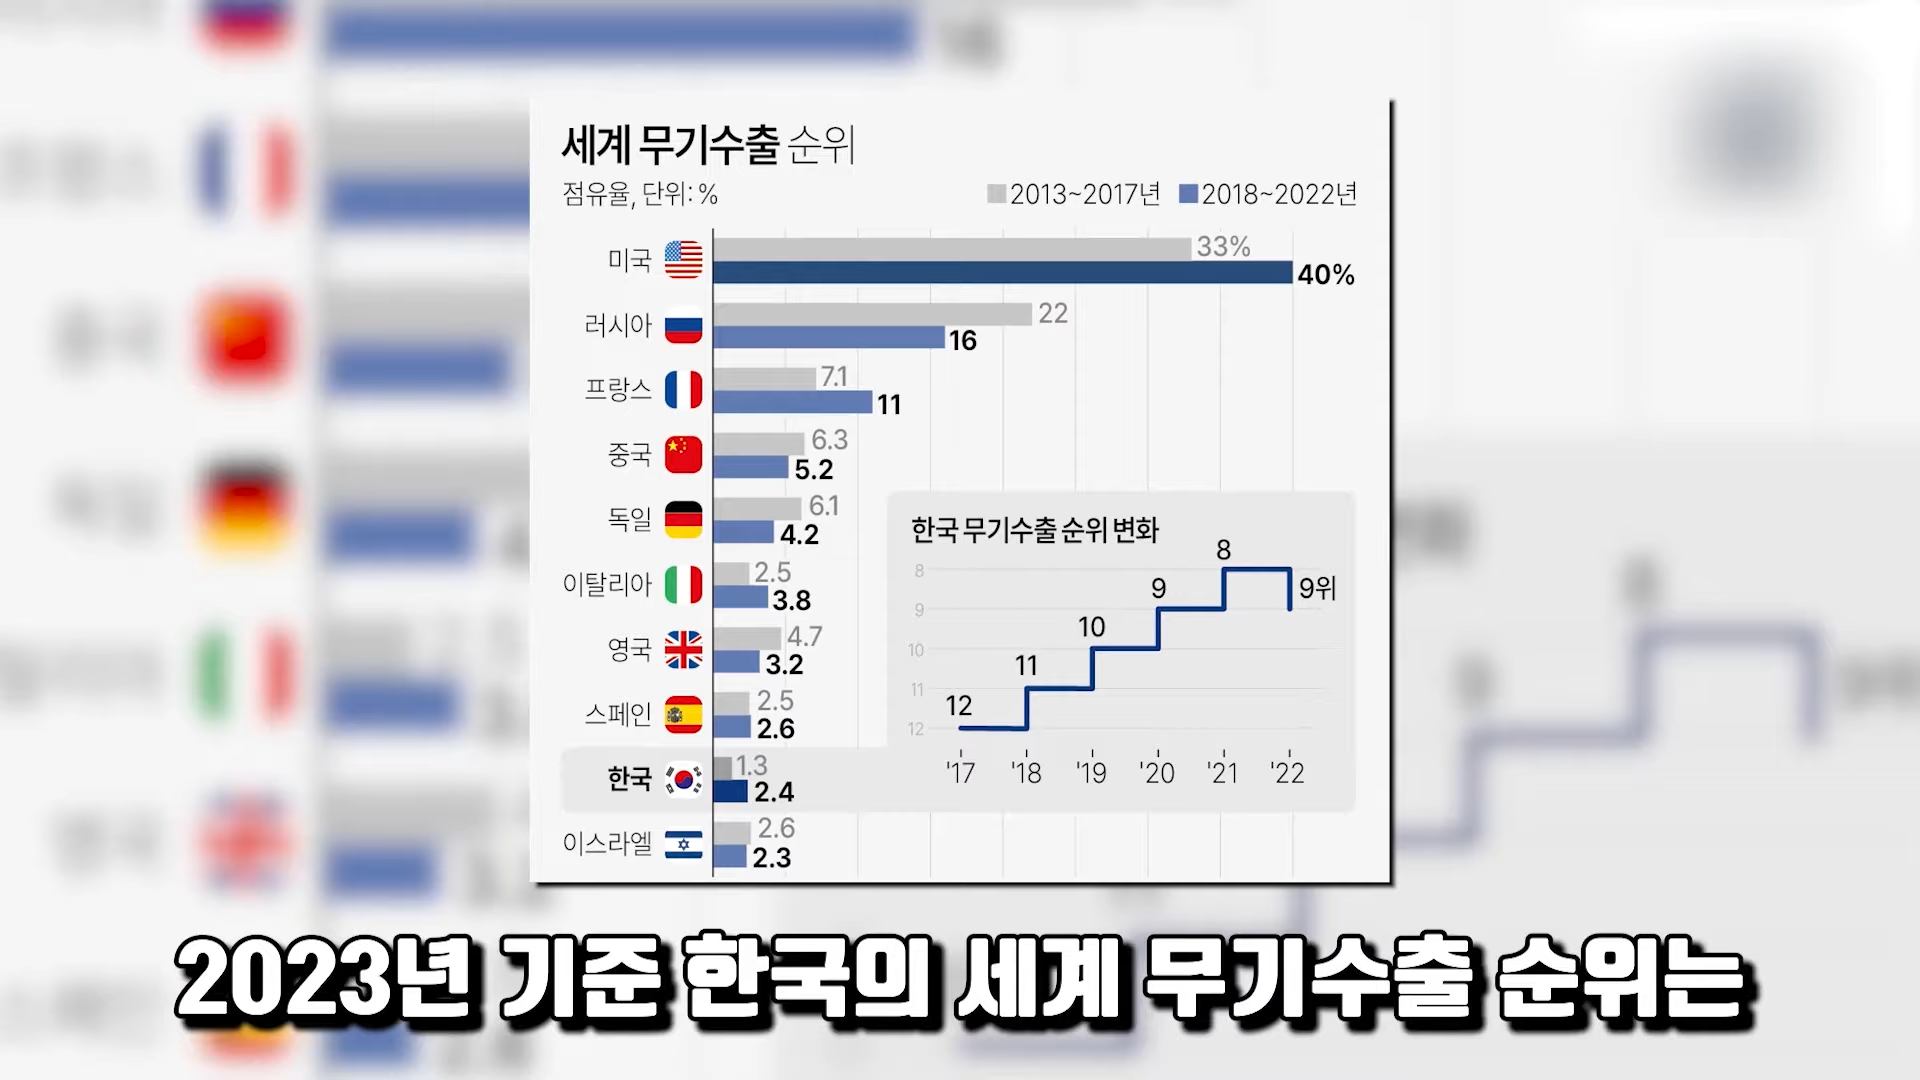 세계 무기수출 순위
점유율, 단위: %
2013~2017년 2018~2022년
미국 33%
40%
러시아 22
16
프랑스 7.1
11
중국 6.3
5.2
독일 6.1
4.2
이탈리아 2.5
3.8
영국 4.7
3.2
스페인 2.5
2.6
한국 1.3
2.4
이스라엘 2.6
2.3
한국 무기수출 순위 변화
8
9
10
11
12
12
11
10
9
8
9위
'17 '18 '19 '20 '21 '22
2023년 기준 한국의 세계 무기수출 순위는